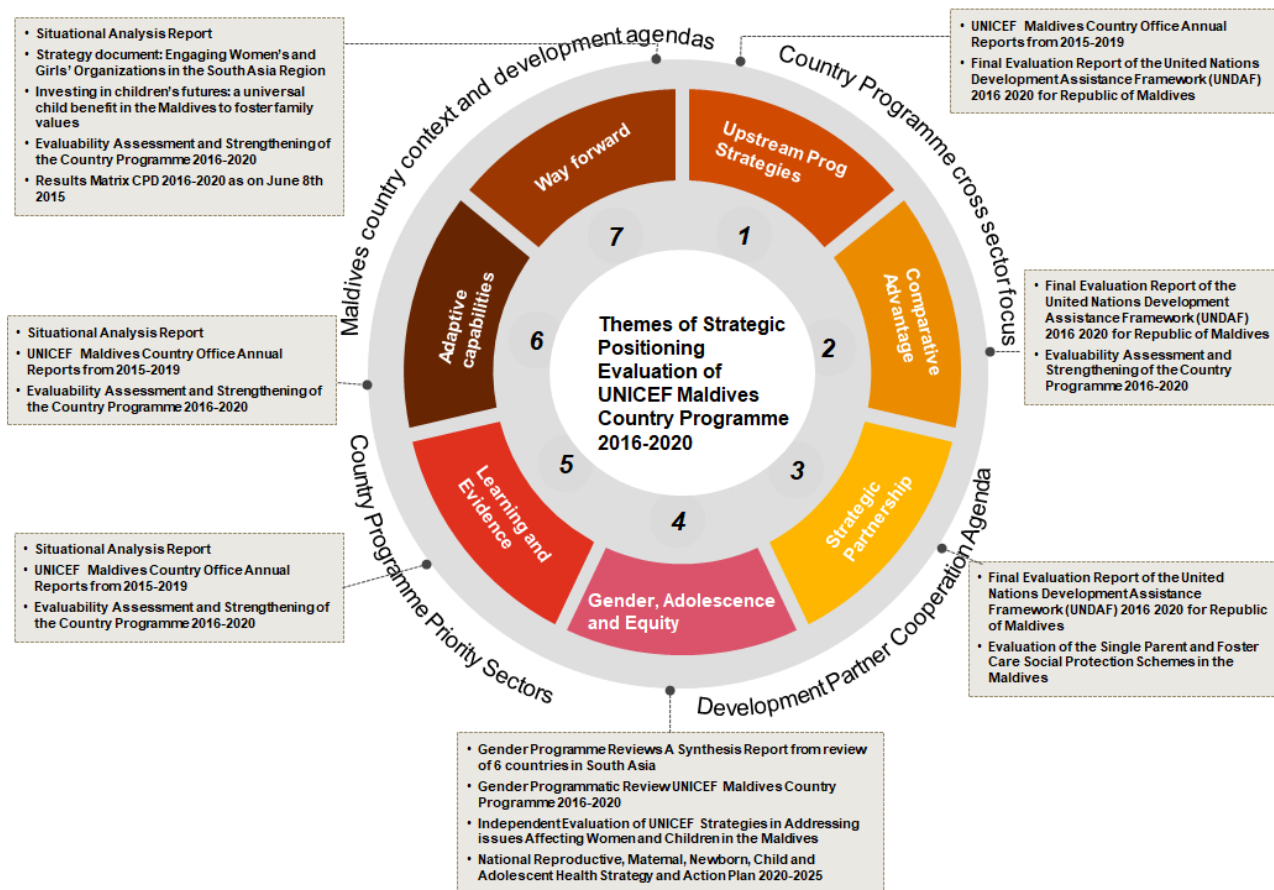 • Situational Analysis Report
• Strategy document: Engaging Women's and
Girls' Organizations in the South Asia Region
• Investing in children's futures: a universal
child benefit in the Maldives to foster family
values
• Evaluability Assessment and Strengthening of
the Country Programme 2016-2020
• Results Matrix CPD 2016-2020 as on June 8th
2015
• UNICEF Maldives Country Office Annual
Reports from 2015-2019
• Final Evaluation Report of the United Nations
Development Assistance Framework (UNDAF)
2016 2020 for Republic of Maldives
Maldives country context and development agendas
Country Programme cross sector focus
Way forward
Upstream Prog
Strategies
7
1
Adaptive
capabilities
Comparative
Advantage
6
2
Themes of Strategic
Positioning
Evaluation of
UNICEF Maldives
Country Programme
2016-2020
• Final Evaluation Report of the
United Nations Development
Assistance Framework (UNDAF)
2016 2020 for Republic of Maldives
• Evaluability Assessment and
Strengthening of the Country
Programme 2016-2020
• Situational Analysis Report
• UNICEF Maldives Country Office Annual
Reports from 2015-2019
• Evaluability Assessment and Strengthening of
the Country Programme 2016-2020
5
3
4
Learning and
Evidence
Strategic
Partnership
Gender, Adolescence
and Equity
Country Programme Priority Sectors
Development Partner Cooperation Agenda
• Situational Analysis Report
• UNICEF Maldives Country Office Annual
Reports from 2015-2019
• Evaluability Assessment and Strengthening of
the Country Programme 2016-2020
• Final Evaluation Report of the United
Nations Development Assistance
Framework (UNDAF) 2016 2020 for Republic
of Maldives
• Evaluation of the Single Parent and Foster
Care Social Protection Schemes in the
Maldives
• Gender Programme Reviews A Synthesis Report from review
of 6 countries in South Asia
• Gender Programmatic Review UNICEF Maldives Country
Programme 2016-2020
• Independent Evaluation of UNICEF Strategies in Addressing
issues Affecting Women and Children in the Maldives
• National Reproductive, Maternal, Newborn, Child and
Adolescent Health Strategy and Action Plan 2020-2025